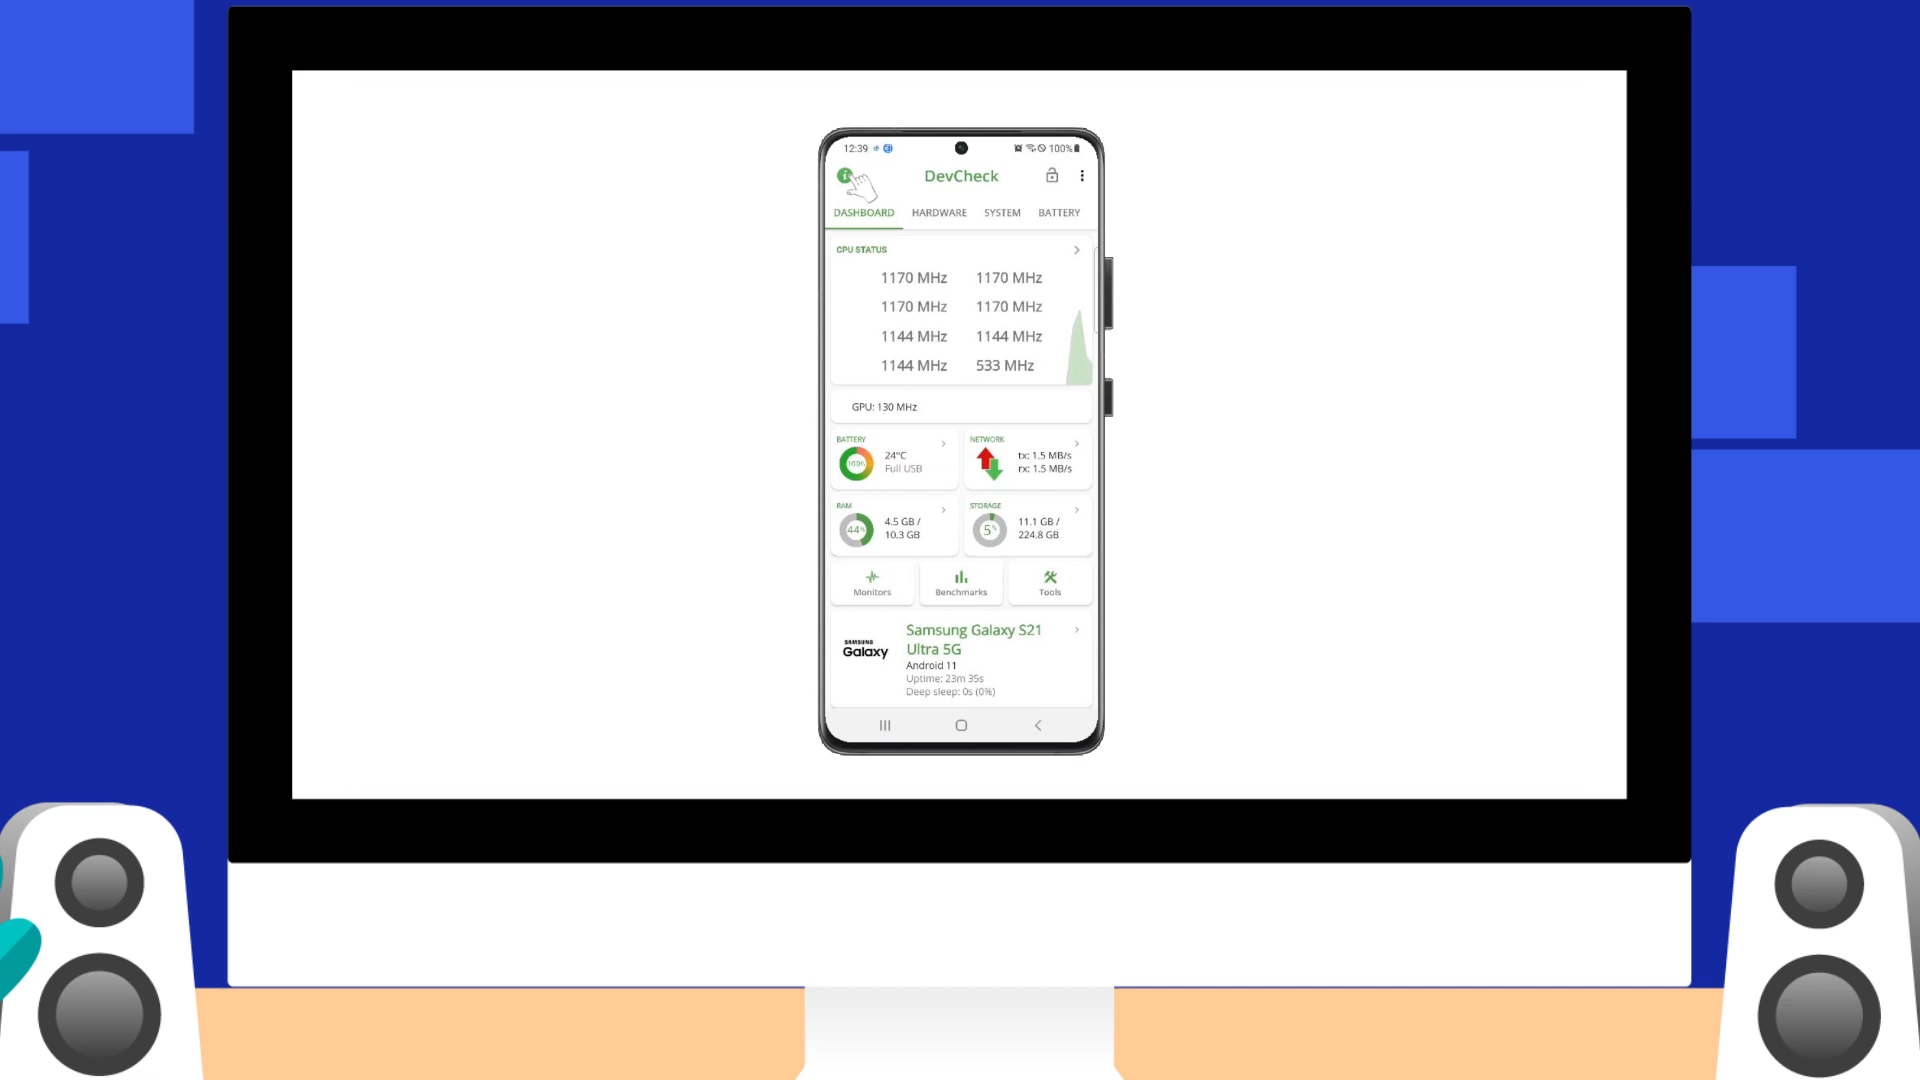 12:39
100%
i
DevCheck
DASHBOARD HARDWARE SYSTEM BATTERY
CPU STATUS
1170 MHz 1170 MHz
1170 MHz 1170 MHz
1144 MHz 1144 MHz
1144 MHz 533 MHz
GPU: 130 MHz
BATTERY
100%
24°C
Full USB
NETWORK
tx: 1.5 MB/s
rx: 1.5 MB/s
RAM
44%
4.5 GB /
10.3 GB
STORAGE
5%
11.1 GB /
224.8 GB
Monitors
Benchmarks
Tools
SAMSUNG
Galaxy
Samsung Galaxy S21
Ultra 5G
Android 11
Uptime: 23m 35s
Deep sleep: 0s (0%)